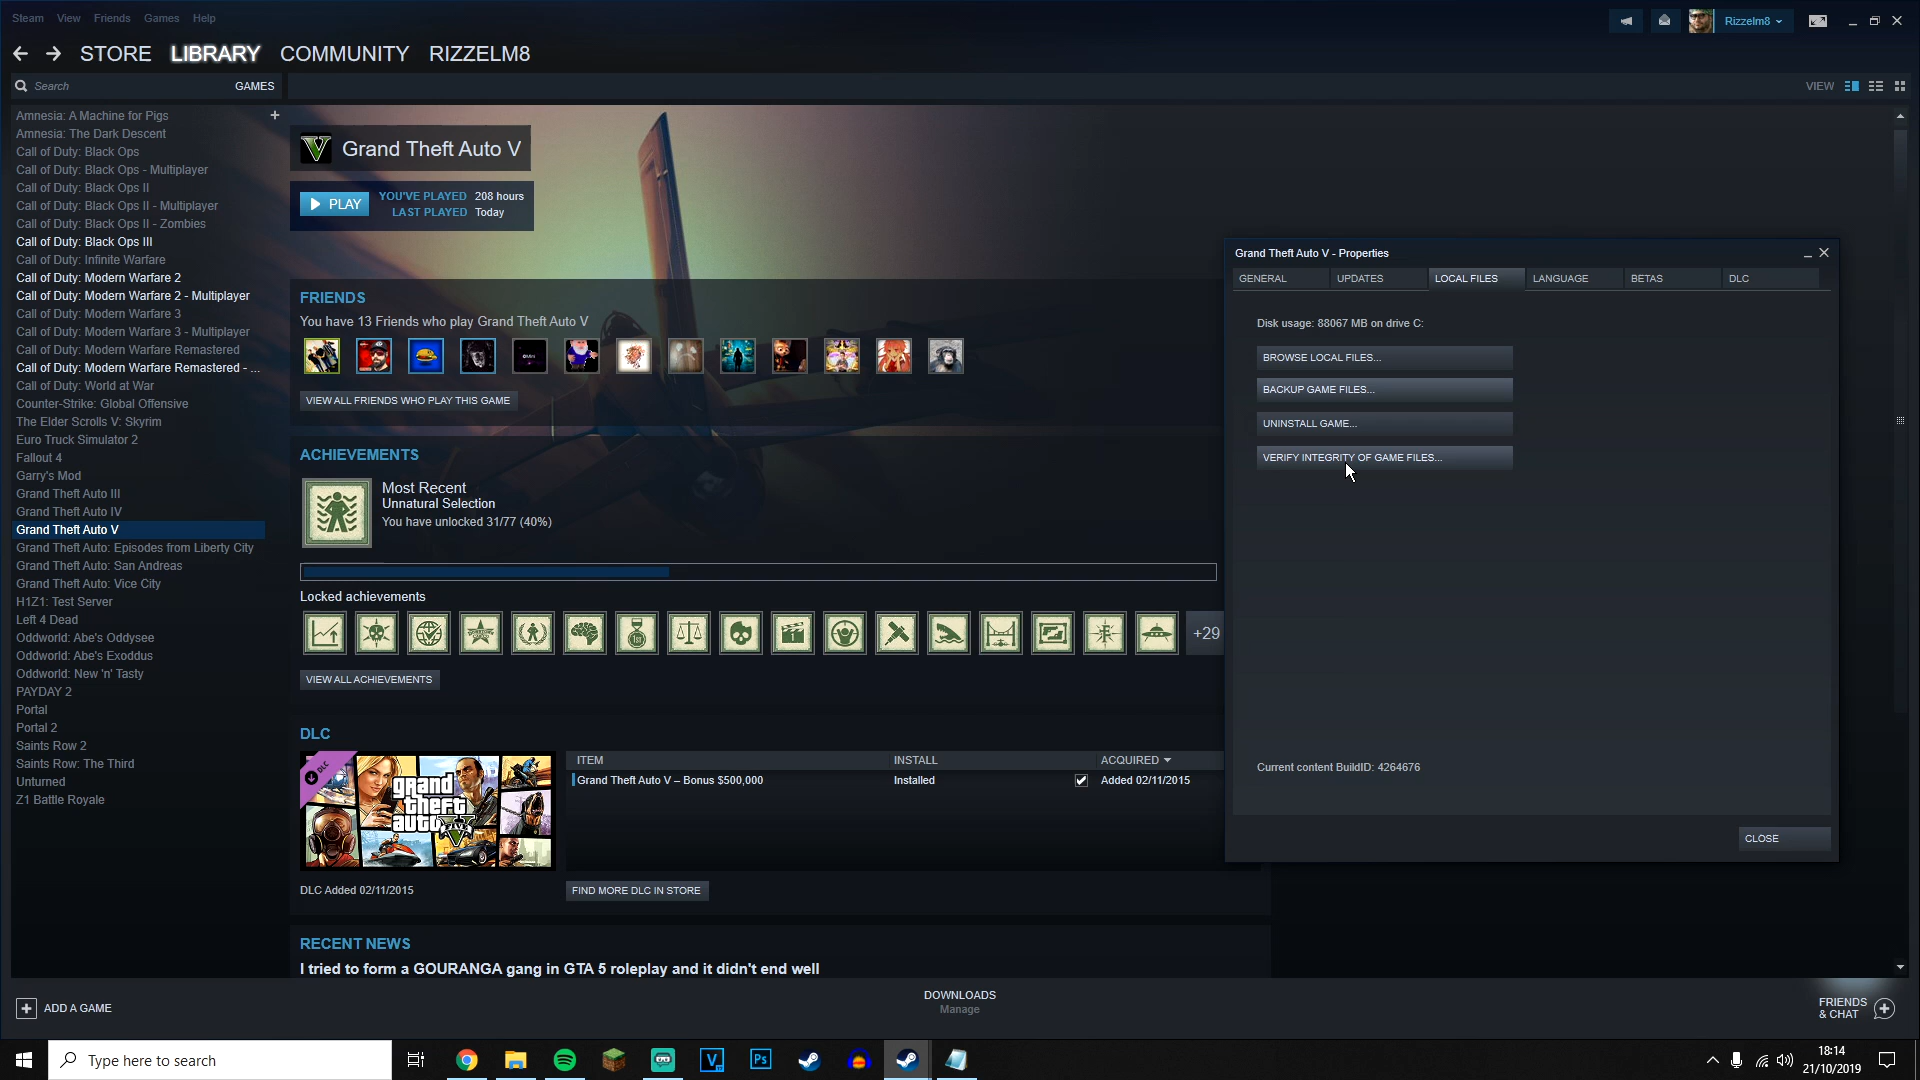 Steam View Friends Games Help
Rizzelm8
STORE LIBRARY COMMUNITY RIZZELM8
Search
GAMES
VIEW
Amnesia: A Machine for Pigs
Amnesia: The Dark Descent
Call of Duty: Black Ops
Call of Duty: Black Ops - Multiplayer
Call of Duty: Black Ops II
Call of Duty: Black Ops II - Multiplayer
Call of Duty: Black Ops II - Zombies
Call of Duty: Black Ops III
Call of Duty: Infinite Warfare
Call of Duty: Modern Warfare 2
Call of Duty: Modern Warfare 2 - Multiplayer
Call of Duty: Modern Warfare 3
Call of Duty: Modern Warfare 3 - Multiplayer
Call of Duty: Modern Warfare Remastered
Call of Duty: Modern Warfare Remastered - ...
Call of Duty: World at War
Counter-Strike: Global Offensive
The Elder Scrolls V: Skyrim
Euro Truck Simulator 2
Fallout 4
Garry's Mod
Grand Theft Auto III
Grand Theft Auto IV
Grand Theft Auto V
Grand Theft Auto: Episodes from Liberty City
Grand Theft Auto: San Andreas
Grand Theft Auto: Vice City
H1Z1: Test Server
Left 4 Dead
Oddworld: Abe's Oddysee
Oddworld: Abe's Exoddus
Oddworld: New 'n' Tasty
PAYDAY 2
Portal
Portal 2
Saints Row 2
Saints Row: The Third
Unturned
Z1 Battle Royale
Grand Theft Auto V
PLAY
YOU'VE PLAYED 208 hours
LAST PLAYED Today
FRIENDS
You have 13 Friends who play Grand Theft Auto V
VIEW ALL FRIENDS WHO PLAY THIS GAME
ACHIEVEMENTS
Most Recent
Unnatural Selection
You have unlocked 31/77 (40%)
Locked achievements
+29
VIEW ALL ACHIEVEMENTS
DLC
DLC
grand
theft
auto
V
FIVE
ITEM INSTALL ACQUIRED
Grand Theft Auto V – Bonus $500,000 Installed Added 02/11/2015
DLC Added 02/11/2015
FIND MORE DLC IN STORE
RECENT NEWS
I tried to form a GOURANGA gang in GTA 5 roleplay and it didn't end well
Grand Theft Auto V - Properties
GENERAL UPDATES LOCAL FILES LANGUAGE BETAS DLC
Disk usage: 88067 MB on drive C:
BROWSE LOCAL FILES...
BACKUP GAME FILES...
UNINSTALL GAME...
VERIFY INTEGRITY OF GAME FILES...
Current content BuildID: 4264676
CLOSE
ADD A GAME
DOWNLOADS
Manage
FRIENDS
& CHAT
Type here to search
V
Ps
18:14
21/10/2019